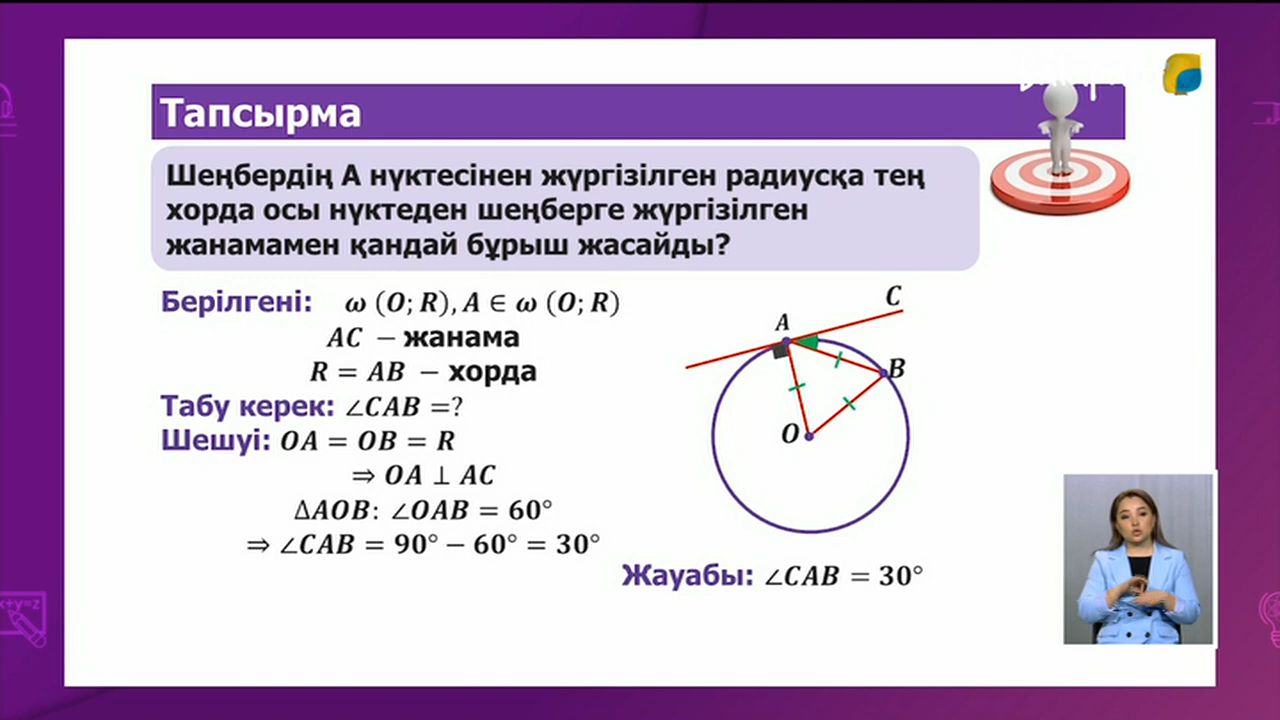 Тапсырма
Шеңбердің А нүктесінен жүргізілген радиусқа тең
хорда осы нүктеден шеңберге жүргізілген
жанамамен қандай бұрыш жасайды?
Берілгені: ω (O; R), A ∈ ω (O; R)
AC − жанама
R = AB − хорда
Табу керек: ∠CAB =?
Шешуі: OA = OB = R
⇒ OA ⊥ AC
ΔAOB: ∠OAB = 60°
⇒ ∠CAB = 90° − 60° = 30°
C
A
B
O
Жауабы: ∠CAB = 30°
x+y=z